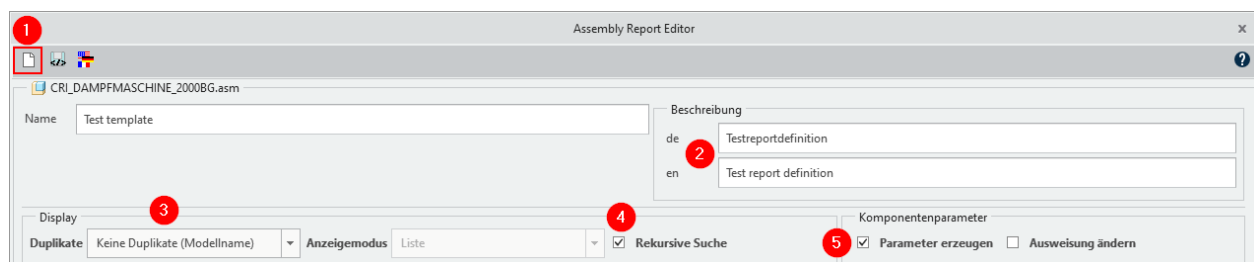 1
Assembly Report Editor
x
</>
?
CRI_DAMPFMASCHINE_2000BG.asm
Name Test template
Beschreibung
de Testreportdefinition
2
en Test report definition
3
4
Display
Komponentenparameter
Duplikate Keine Duplikate (Modellname) Anzeigemodus Liste Rekursive Suche 5 Parameter erzeugen Ausweisung ändern